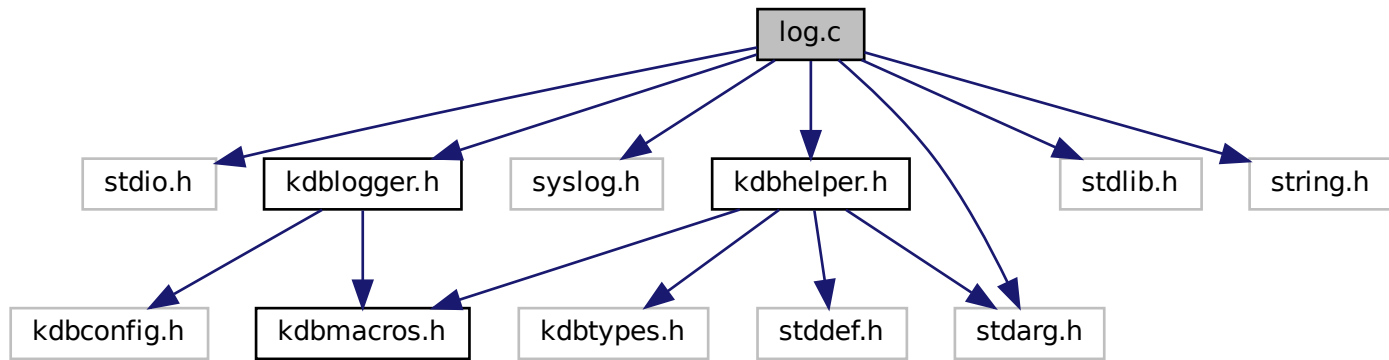 log.c
stdio.h
kdblogger.h
syslog.h
kdbhelper.h
stdlib.h
string.h
kdbconfig.h
kdbmacros.h
kdbtypes.h
stddef.h
stdarg.h